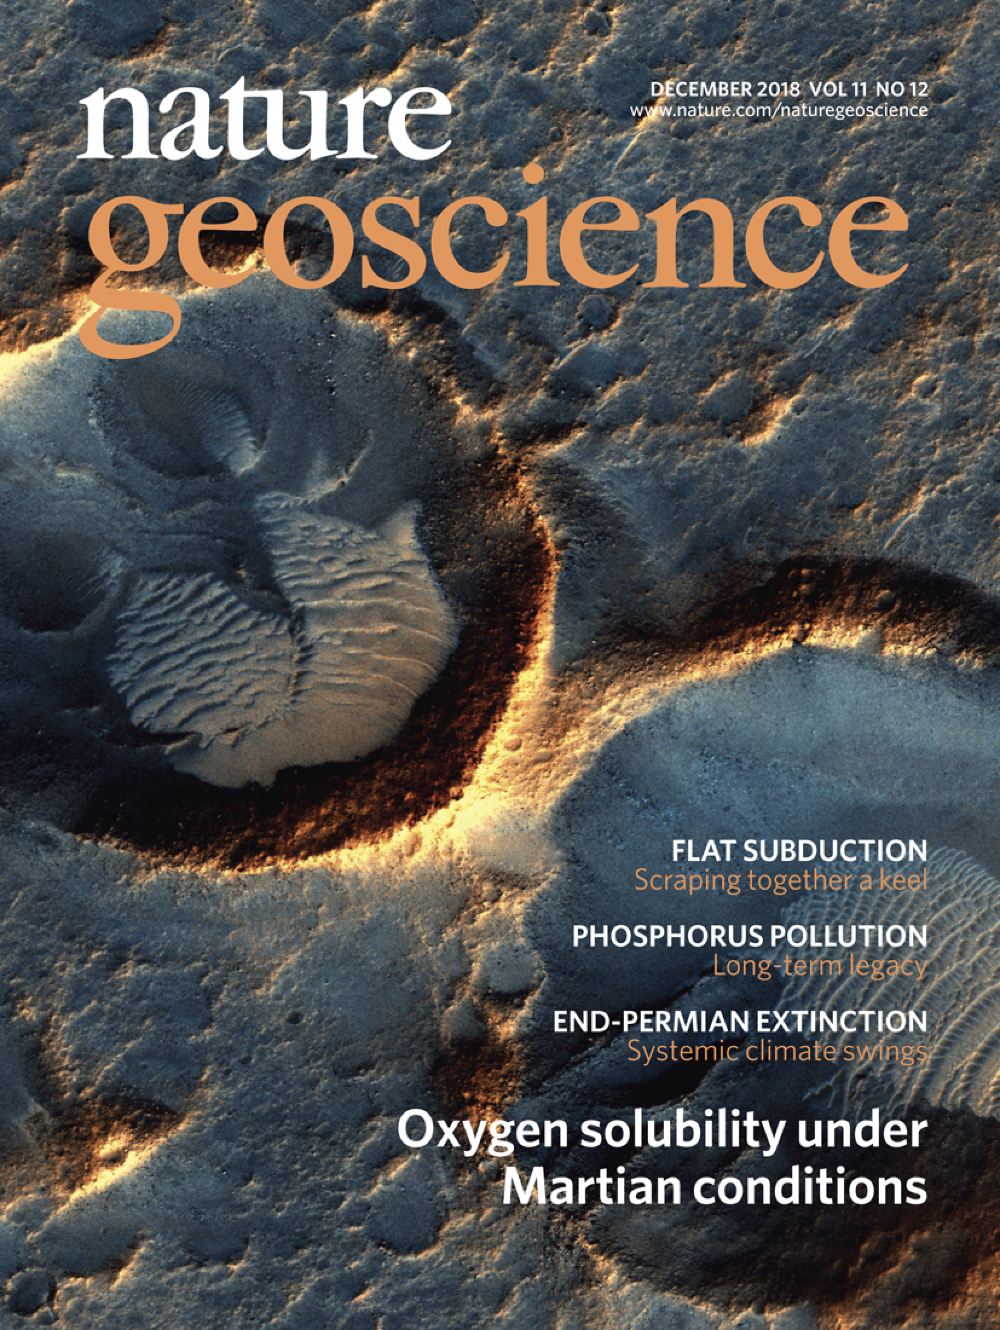 nature
DECEMBER 2018 VOL 11 NO 12
www.nature.com/naturegeoscience
geoscience
FLAT SUBDUCTION
Scraping together a keel
PHOSPHORUS POLLUTION
Long-term legacy
END-PERMIAN EXTINCTION
Systemic climate swings
Oxygen solubility under
Martian conditions